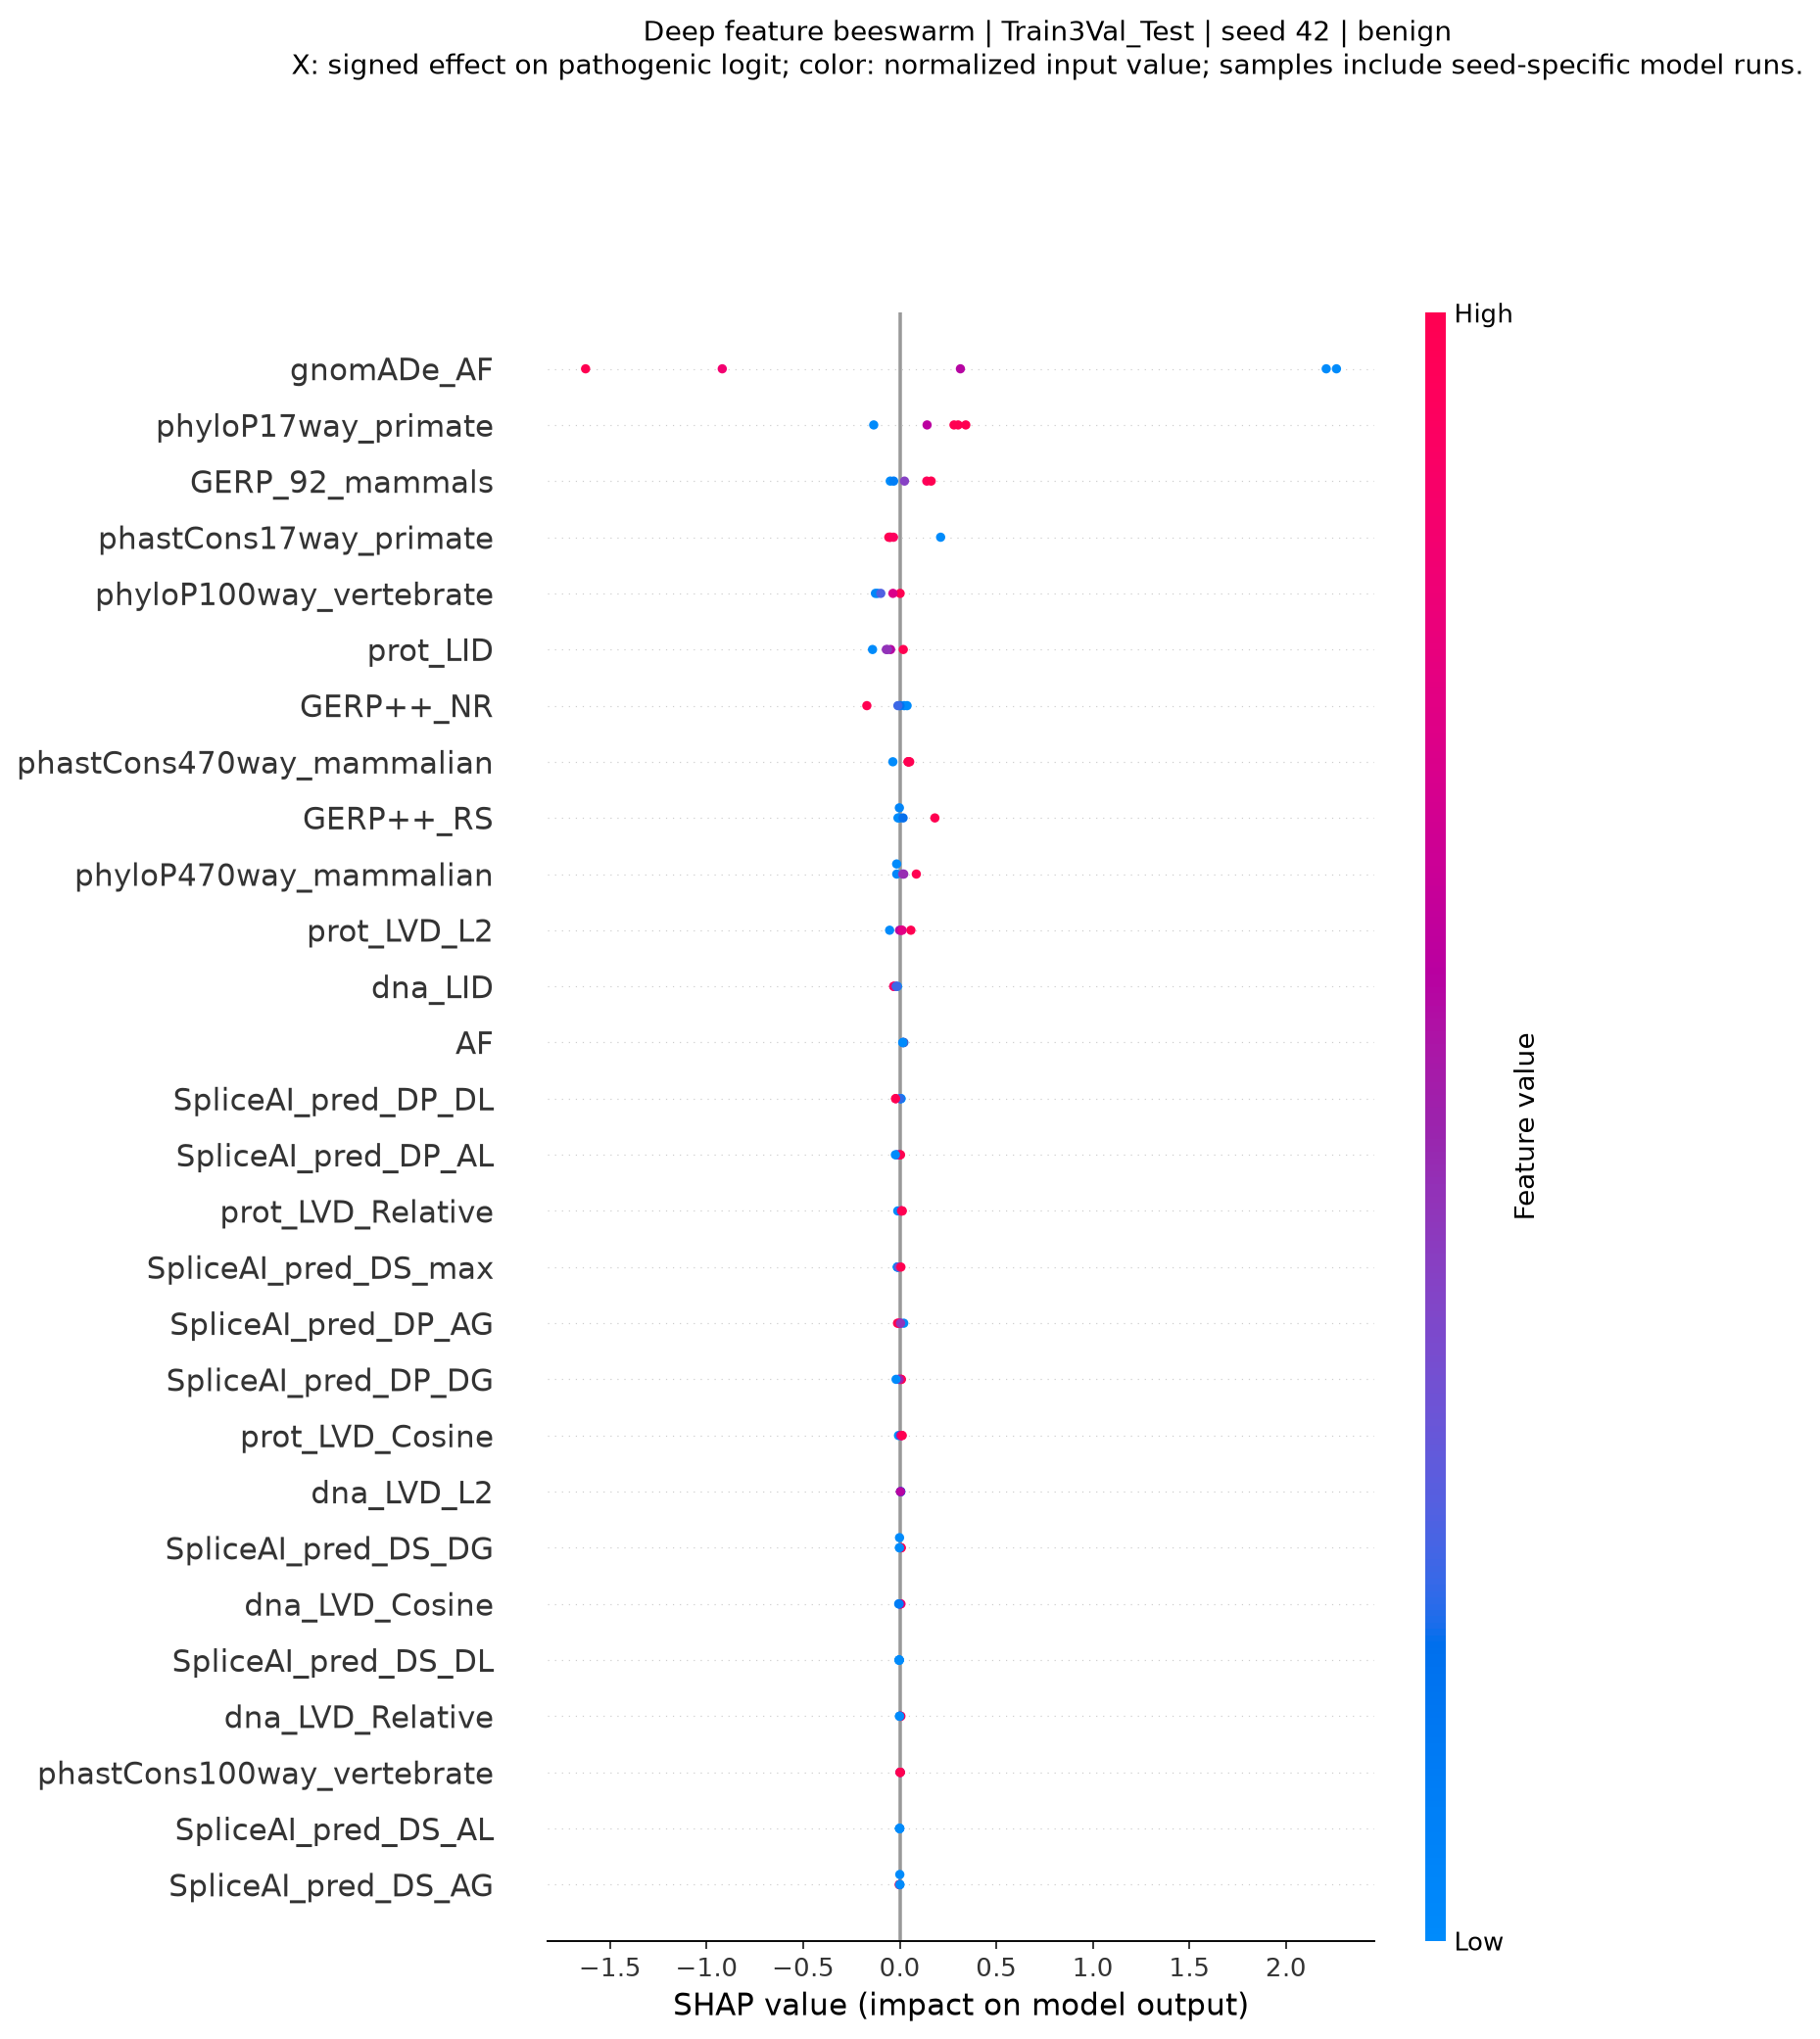 Deep feature beeswarm | Train3Val_Test | seed 42 | benign
X: signed effect on pathogenic logit; color: normalized input value; samples include seed-specific model runs.
High
gnomADe_AF
phyloP17way_primate
GERP_92_mammals
phastCons17way_primate
phyloP100way_vertebrate
prot_LID
GERP++_NR
phastCons470way_mammalian
GERP++_RS
phyloP470way_mammalian
prot_LVD_L2
dna_LID
AF
SpliceAI_pred_DP_DL
SpliceAI_pred_DP_AL
prot_LVD_Relative
SpliceAI_pred_DS_max
SpliceAI_pred_DP_AG
SpliceAI_pred_DP_DG
prot_LVD_Cosine
dna_LVD_L2
SpliceAI_pred_DS_DG
dna_LVD_Cosine
SpliceAI_pred_DS_DL
dna_LVD_Relative
phastCons100way_vertebrate
SpliceAI_pred_DS_AL
SpliceAI_pred_DS_AG
Feature value
Low
−1.5 −1.0 −0.5 0.0 0.5 1.0 1.5 2.0
SHAP value (impact on model output)